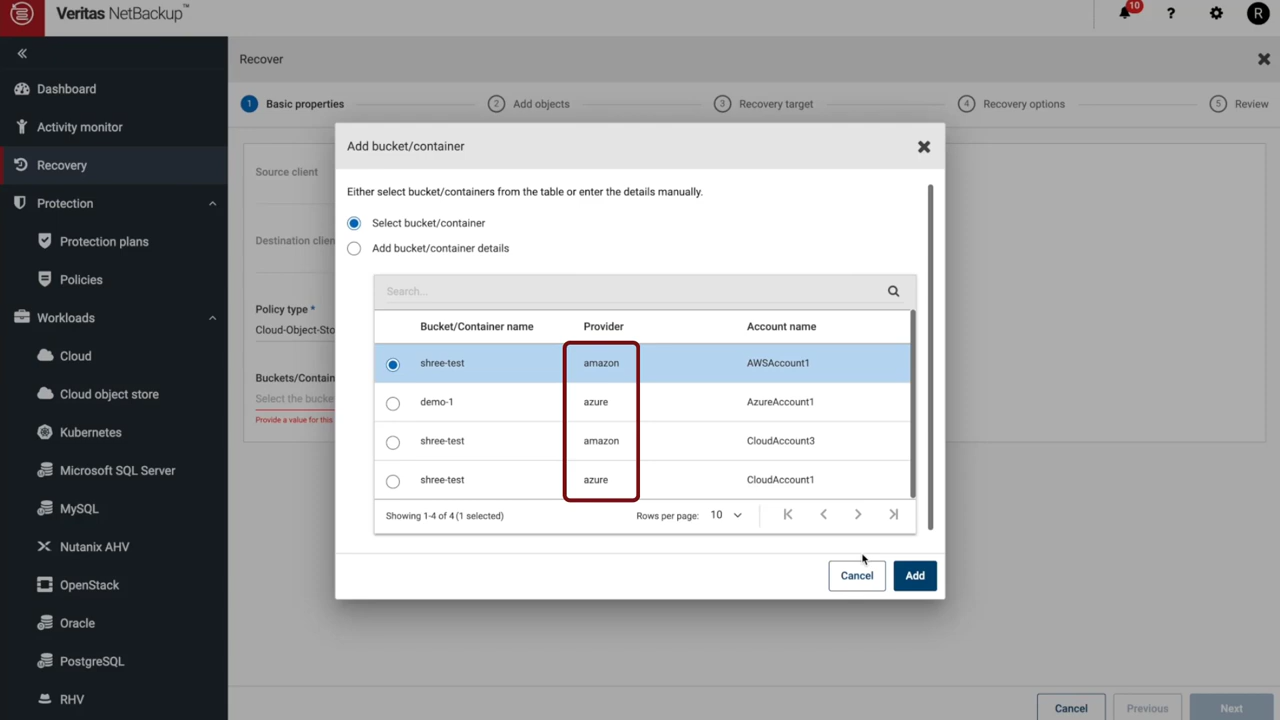 Veritas NetBackup™
10
?
R
Dashboard
Activity monitor
Recovery
Protection
Protection plans
Policies
Workloads
Cloud
Cloud object store
Kubernetes
Microsoft SQL Server
MySQL
Nutanix AHV
OpenStack
Oracle
PostgreSQL
RHV
Recover
1 Basic properties
2 Add objects
3 Recovery target
4 Recovery options
5 Review
Source client
Destination clien
Policy type *
Cloud-Object-Sto
Buckets/Contain
Select the bucke
Provide a value for this
Add bucket/container
Either select bucket/containers from the table or enter the details manually.
Select bucket/container
Add bucket/container details
Search...
Bucket/Container name Provider Account name
shree-test amazon AWSAccount1
demo-1 azure AzureAccount1
shree-test amazon CloudAccount3
shree-test azure CloudAccount1
Showing 1-4 of 4 (1 selected) Rows per page: 10
Cancel Add
Cancel Previous Next